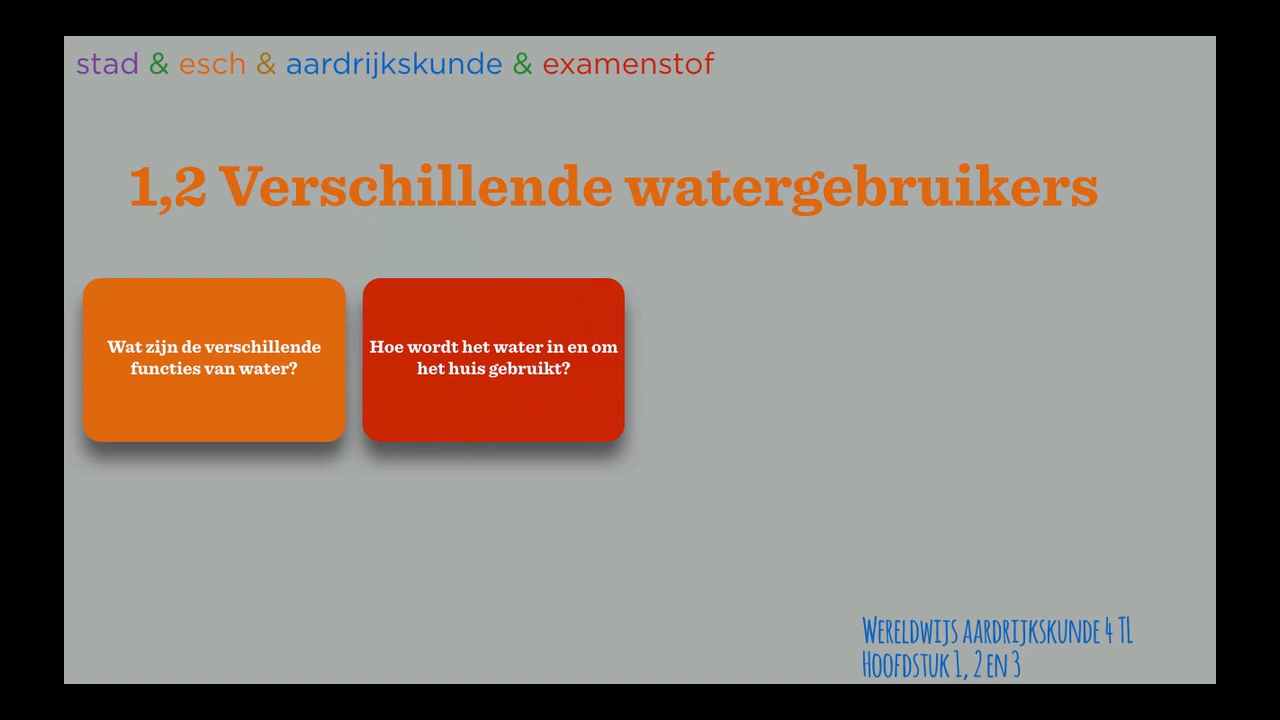 stad & esch & aardrijkskunde & examenstof
1,2 Verschillende watergebruikers
Wat zijn de verschillende
functies van water?
Hoe wordt het water in en om
het huis gebruikt?
Wereldwijs aardrijkskunde 4 TL
Hoofdstuk 1, 2 en 3